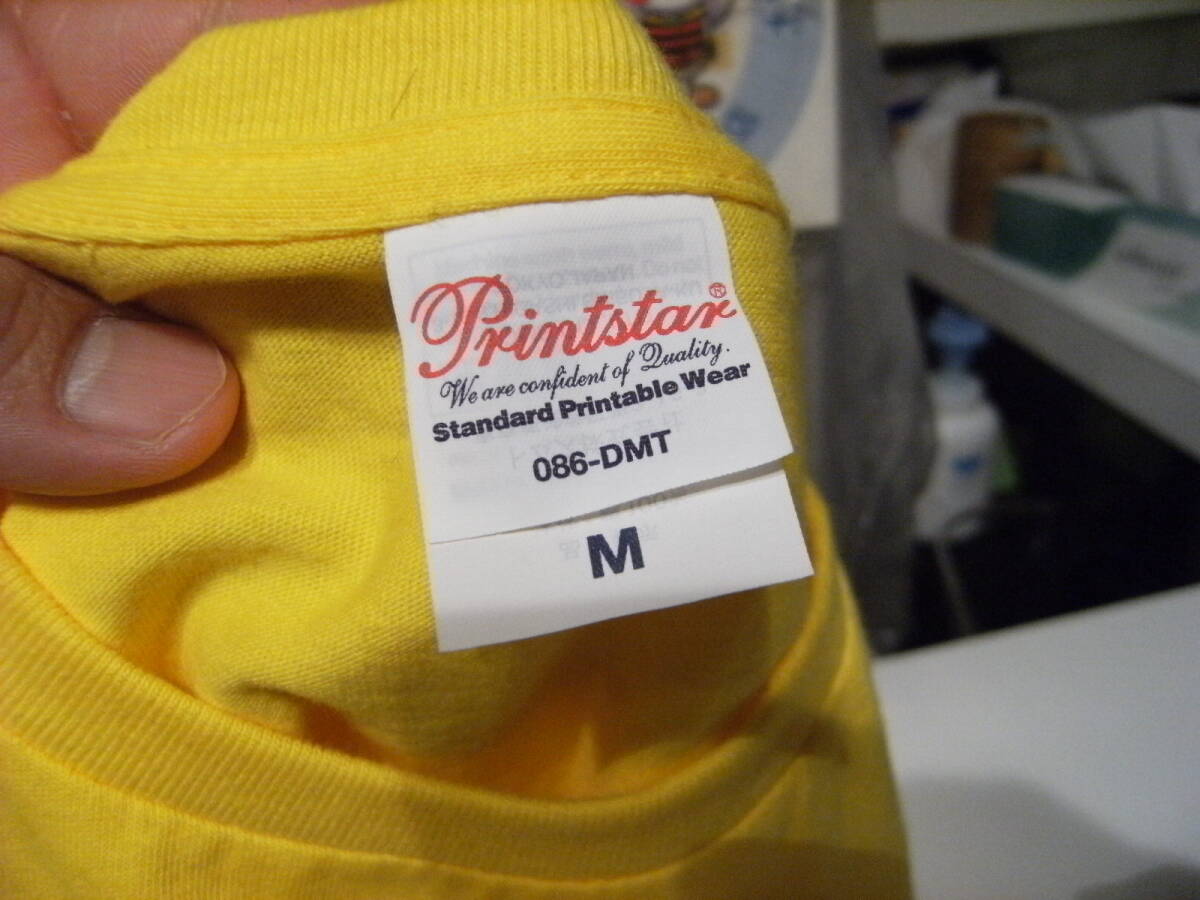 Printstar®
We are confident of Quality.
Standard Printable Wear
086-DMT
M